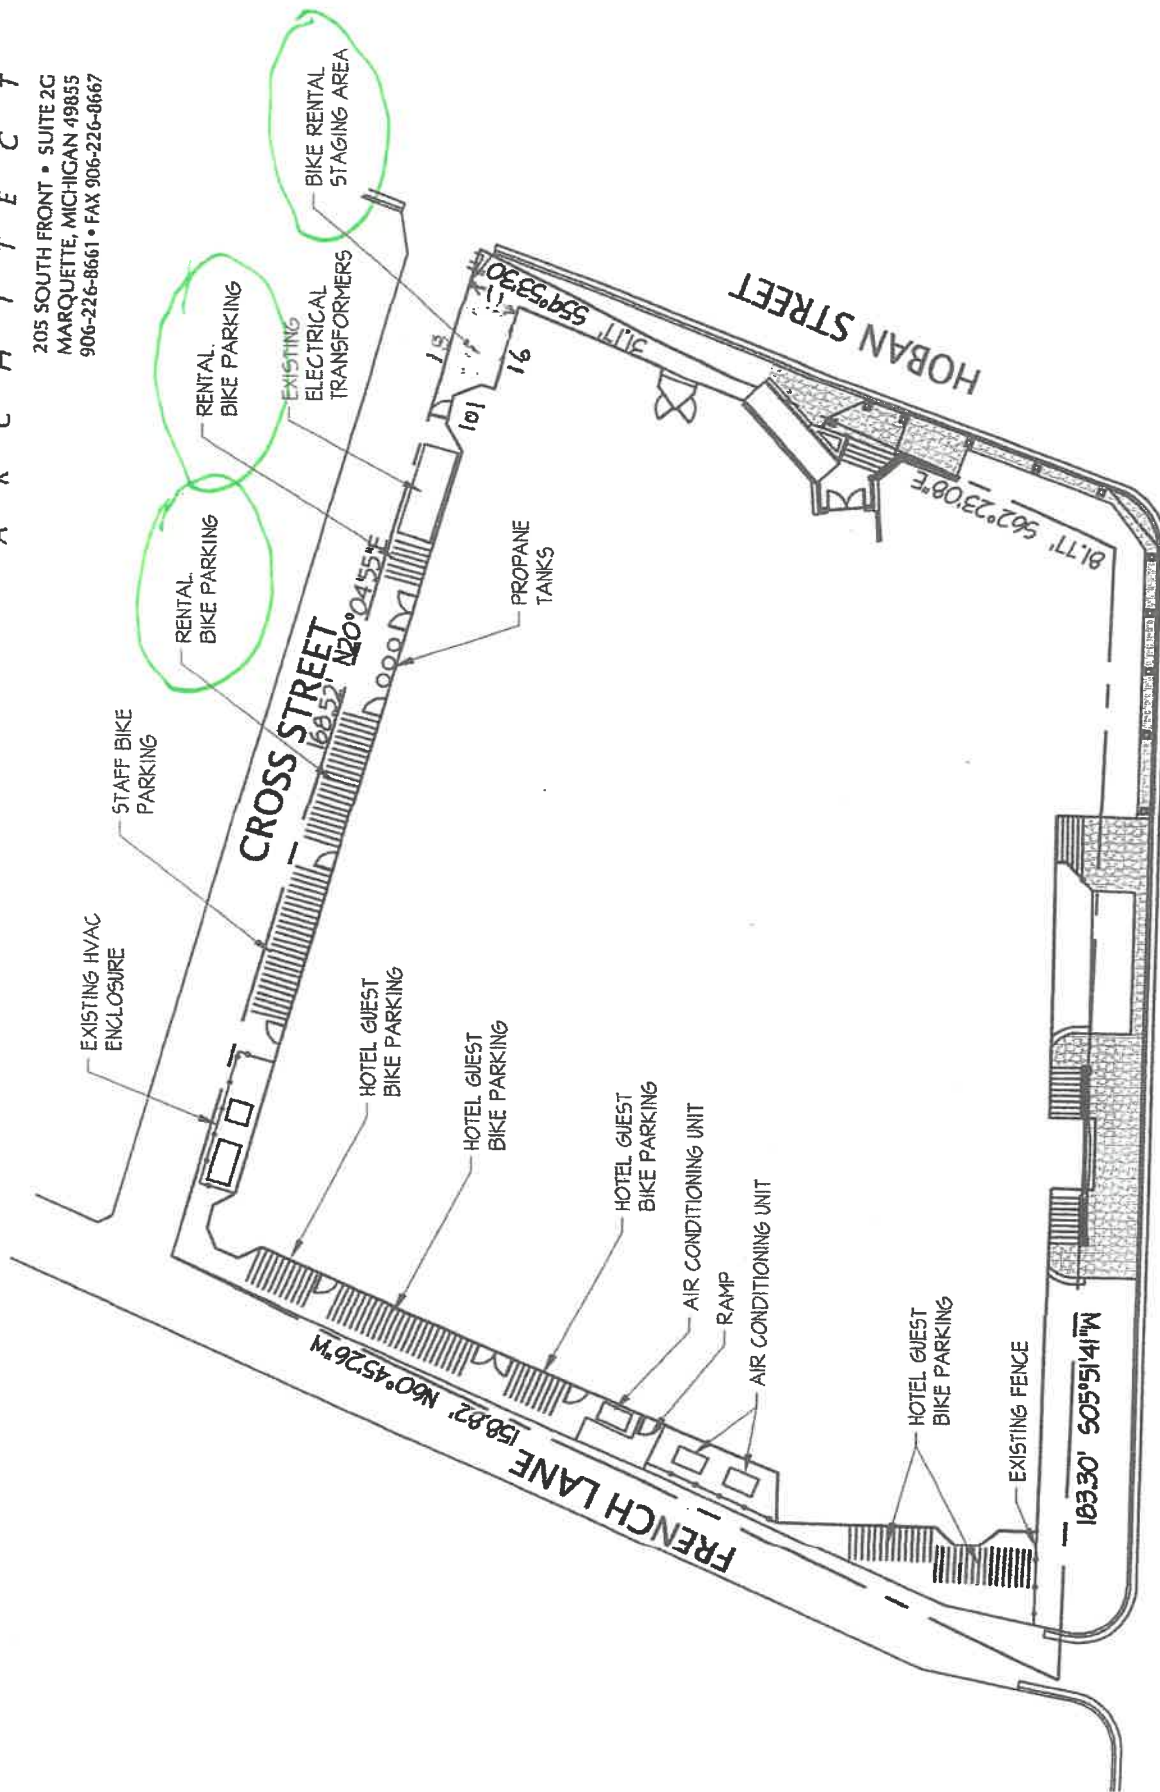 A R C H I T E C T
205 SOUTH FRONT • SUITE 2G
MARQUETTE, MICHIGAN 49855
906-226-8661 • FAX 906-226-8667
BIKE RENTAL
STAGING AREA
RENTAL
BIKE PARKING
EXISTING
ELECTRICAL
TRANSFORMERS
RENTAL
BIKE PARKING
STAFF BIKE
PARKING
EXISTING HVAC
ENCLOSURE
CROSS STREET
168.52' N20°04'55"E
101
16
11
S59°53'30
31.77'
HOBAN STREET
PROPANE
TANKS
S62°23'08"E
81.77'
HOTEL GUEST
BIKE PARKING
HOTEL GUEST
BIKE PARKING
HOTEL GUEST
BIKE PARKING
AIR CONDITIONING UNIT
RAMP
AIR CONDITIONING UNIT
158.82' N60°45'26"W
FRENCH LANE
HOTEL GUEST
BIKE PARKING
EXISTING FENCE
183.30' S05°51'41"W